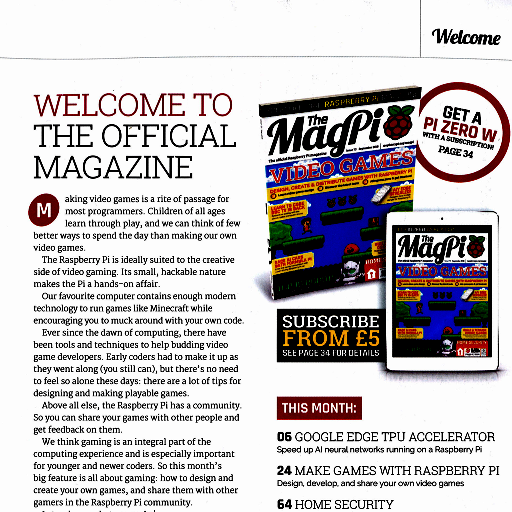 Welcome
WELCOME TO
THE OFFICIAL
MAGAZINE
Making video games is a rite of passage for
most programmers. Children of all ages
learn through play, and we can think of few
better ways to spend the day than making our own
video games.
The Raspberry Pi is ideally suited to the creative
side of video gaming. Its small, hackable nature
makes the Pi a hands-on affair.
Our favourite computer contains enough modern
technology to run games like Minecraft while
encouraging you to muck around with your own code.
Ever since the dawn of computing, there have
been tools and techniques to help budding video
game developers. Early coders had to make it up as
they went along (you still can), but there's no need
to feel so alone these days: there are a lot of tips for
designing and making playable games.
Above all else, the Raspberry Pi has a community.
So you can share your games with other people and
get feedback on them.
We think gaming is an integral part of the
computing experience and is especially important
for younger and newer coders. So this month's
big feature is all about gaming: how to design and
create your own games, and share them with other
gamers in the Raspberry Pi community.
The
MagPi
VIDEO GAMES
DESIGN, CREATE & DISTRIBUTE GAMES WITH RASPBERRY PI
GET A
PI ZERO W
WITH A SUBSCRIPTION
PAGE 34
The
MagPi
VIDEO GAMES
SUBSCRIBE
FROM £5
SEE PAGE 34 FOR DETAILS
THIS MONTH:
06 GOOGLE EDGE TPU ACCELERATOR
Speed up AI neural networks running on a Raspberry Pi
24 MAKE GAMES WITH RASPBERRY PI
Design, develop, and share your own video games
64 HOME SECURITY